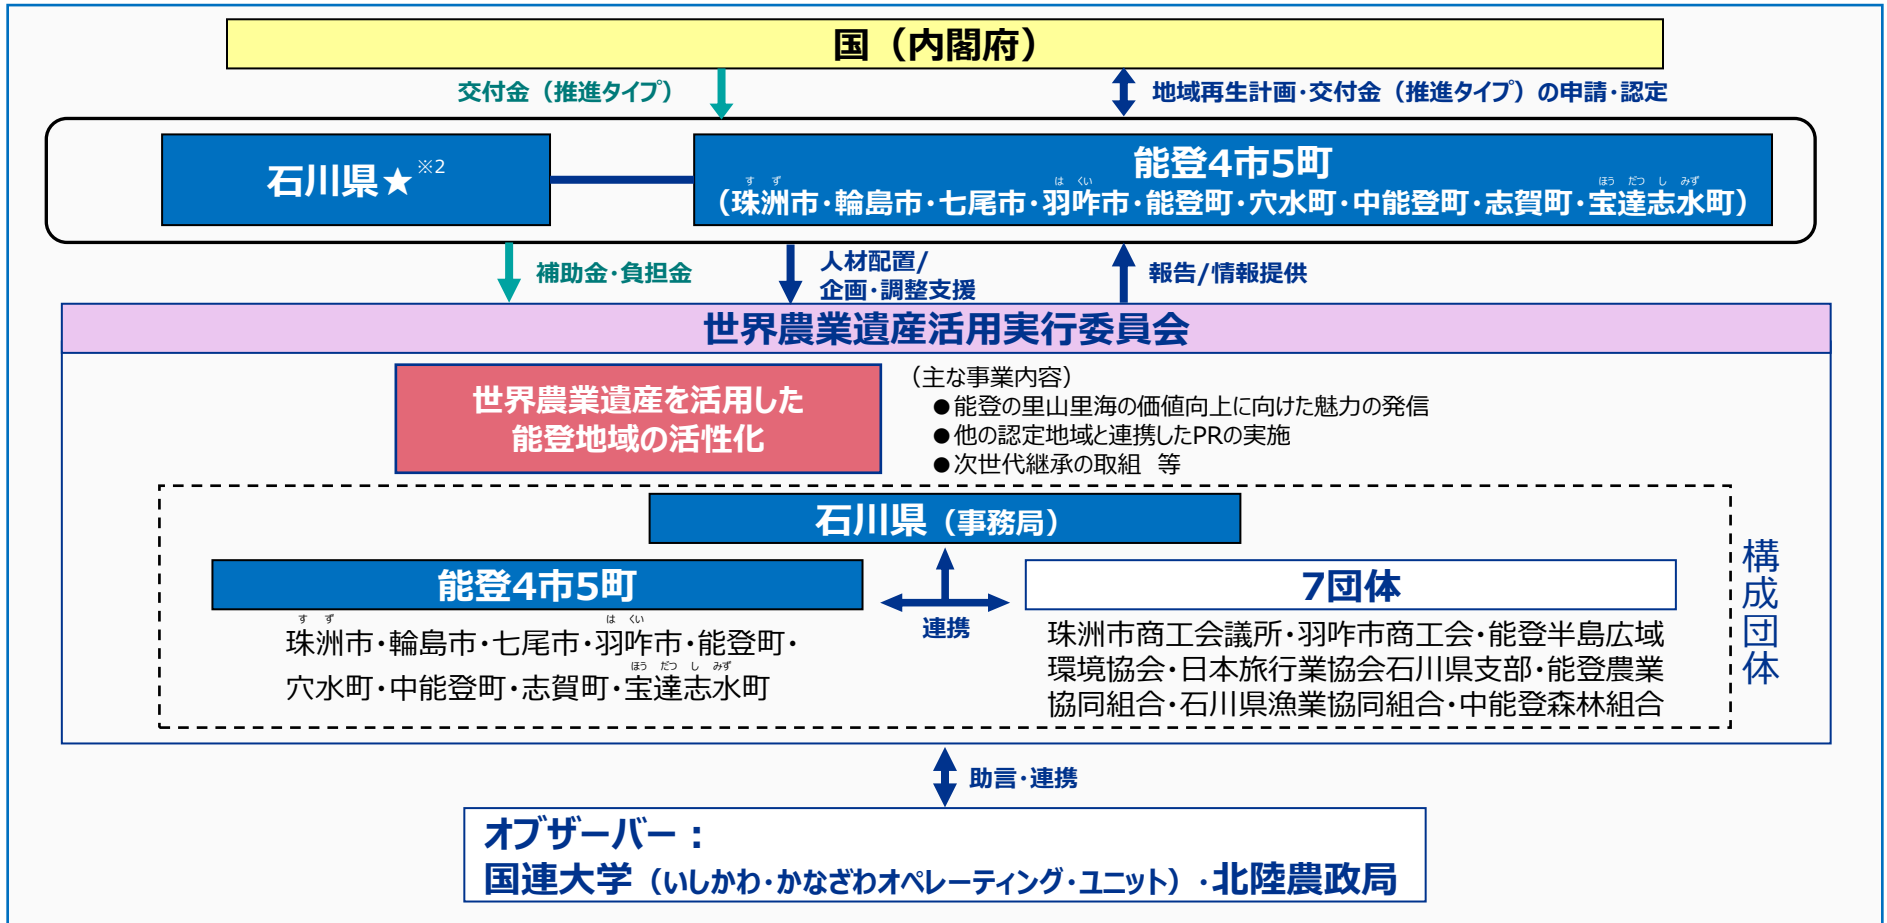 国（内閣府）
交付金（推進タイプ）
地域再生計画・交付金（推進タイプ）の申請・認定
石川県★※2
能登4市5町
すず はくい ほうだつしみず
（珠洲市・輪島市・七尾市・羽咋市・能登町・穴水町・中能登町・志賀町・宝達志水町）
補助金・負担金
人材配置/
企画・調整支援
報告/情報提供
世界農業遺産活用実行委員会
世界農業遺産を活用した
能登地域の活性化
（主な事業内容）
●能登の里山里海の価値向上に向けた魅力の発信
●他の認定地域と連携したPRの実施
●次世代継承の取組 等
石川県（事務局）
能登4市5町
すず はくい
珠洲市・輪島市・七尾市・羽咋市・能登町・
ほうだつしみず
穴水町・中能登町・志賀町・宝達志水町
連携
7団体
珠洲市商工会議所・羽咋市商工会・能登半島広域
環境協会・日本旅行業協会石川県支部・能登農業
協同組合・石川県漁業協同組合・中能登森林組合
構成団体
助言・連携
オブザーバー：
国連大学（いしかわ・かなざわオペレーティング・ユニット）・北陸農政局